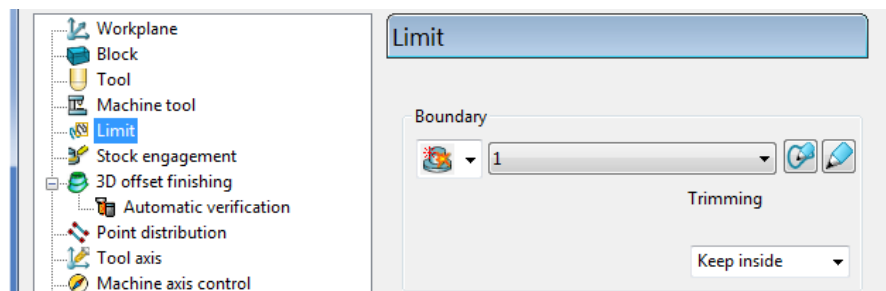 Workplane
Block
Tool
Machine tool
Limit
Stock engagement
3D offset finishing
Automatic verification
Point distribution
Tool axis
Machine axis control
Limit
Boundary
1
Trimming
Keep inside